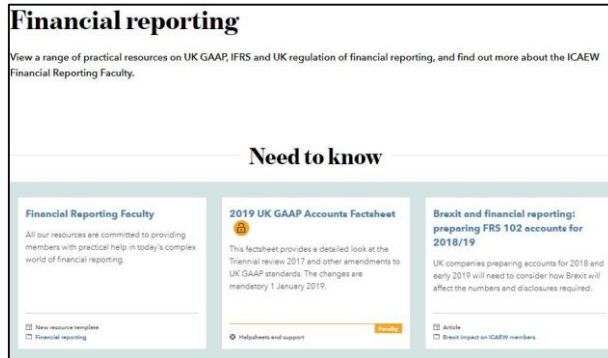 Financial reporting
View a range of practical resources on UK GAAP, IFRS and UK regulation of financial reporting, and find out more about the ICAEW
Financial Reporting Faculty.
Need to know
Financial Reporting Faculty
All our resources are committed to providing
members with practical help in today's complex
world of financial reporting.
New resource template
Financial reporting
2019 UK GAAP Accounts Factsheet
This factsheet provides a detailed look at the
Triennial review 2017 and other amendments to
UK GAAP standards. The changes are
mandatory 1 January 2019.
Faculty
Helpsheets and support
Brexit and financial reporting:
preparing FRS 102 accounts for
2018/19
UK companies preparing accounts for 2018 and
early 2019 will need to consider how Brexit will
affect the numbers and disclosures required.
Article
Brexit impact on ICAEW members